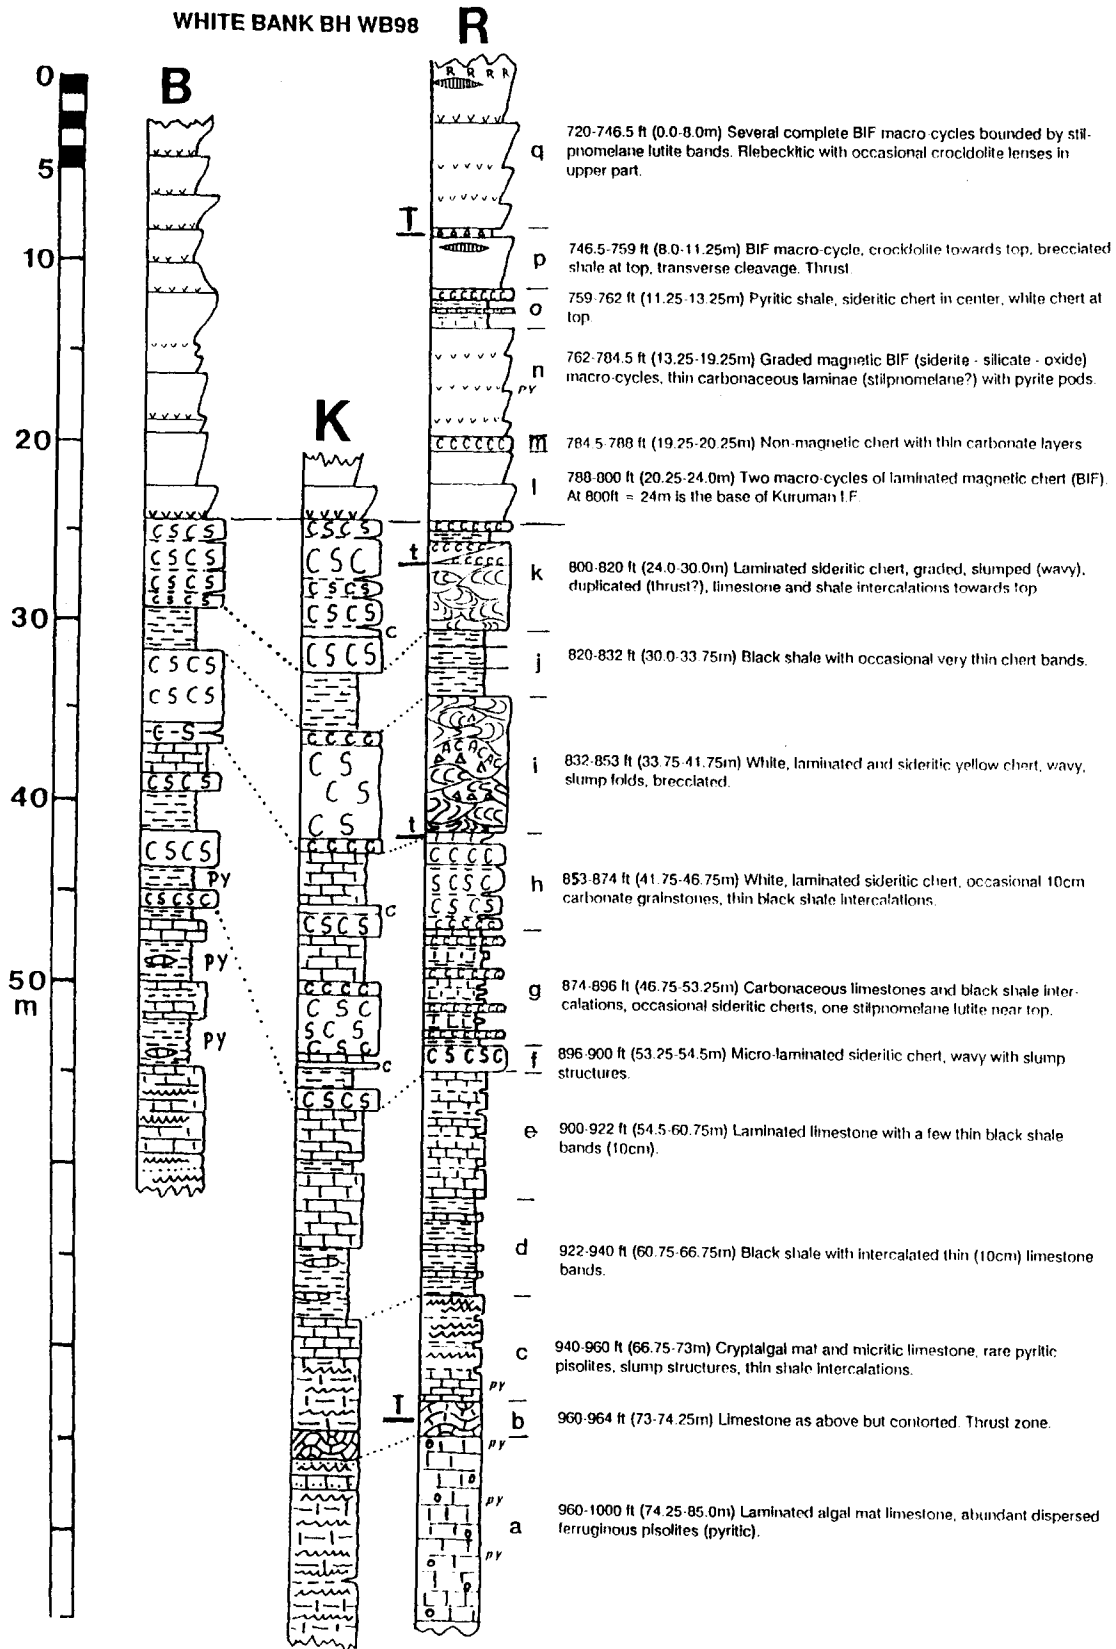 WHITE BANK BH WB98
R
B
K
0
5
10
20
30
40
50
m
R R R R
T
q
720-746.5 ft (0.0-8.0m) Several complete BIF macro-cycles bounded by stil-
pnomelane lutite bands. Riebeckitic with occasional crocidolite lenses in
upper part.
p
746.5-759 ft (8.0-11.25m) BIF macro-cycle, crockdolite towards top, brecciated
shale at top, transverse cleavage. Thrust.
C C C C C C
o
759-762 ft (11.25-13.25m) Pyritic shale, sideritic chert in center, white chert at
top.
n
762-784.5 ft (13.25-19.25m) Graded magnetic BIF (siderite - silicate - oxide)
macro-cycles, thin carbonaceous laminae (stilpnomelane?) with pyrite pods.
PY
C C C C C C
m
784.5-788 ft (19.25-20.25m) Non-magnetic chert with thin carbonate layers
l
788-800 ft (20.25-24.0m) Two macro-cycles of laminated magnetic chert (BIF).
At 800ft = 24m is the base of Kuruman I.F.
C S C S
C S C S
C S C S
C S C S
C S C S
C S C
C S C S
C S C S
C
C S C S
t
k
800-820 ft (24.0-30.0m) Laminated sideritic chert, graded, slumped (wavy),
duplicated (thrust?), limestone and shale intercalations towards top
j
820-832 ft (30.0-33.75m) Black shale with occasional very thin chert bands.
C S C S
C S C S
C - S
C S C S
C S C S
PY
C S C S C
PY
PY
C C C C
C S
C S
C S
C C C C
t
i
832-853 ft (33.75-41.75m) White, laminated and sideritic yellow chert, wavy,
slump folds, brecciated.
C
C S C S
C C C C
S C S C
C S C S
h
853-874 ft (41.75-46.75m) White, laminated sideritic chert, occasional 10cm
carbonate grainstones, thin black shale intercalations.
C C C C
C S C
S C S
C S C
C
C S C S
g
874-896 ft (46.75-53.25m) Carbonaceous limestones and black shale inter-
calations, occasional sideritic cherts, one stilpnomelane lutite near top.
C S C S C
f
896-900 ft (53.25-54.5m) Micro-laminated sideritic chert, wavy with slump
structures.
e
900-922 ft (54.5-60.75m) Laminated limestone with a few thin black shale
bands (10cm).
d
922-940 ft (60.75-66.75m) Black shale with intercalated thin (10cm) limestone
bands.
c
940-960 ft (66.75-73m) Cryptalgal mat and micritic limestone, rare pyritic
pisolites, slump structures, thin shale intercalations.
PY
T
b
960-964 ft (73-74.25m) Limestone as above but contorted. Thrust zone.
PY
PY
a
960-1000 ft (74.25-85.0m) Laminated algal mat limestone, abundant dispersed
ferruginous pisolites (pyritic).
PY